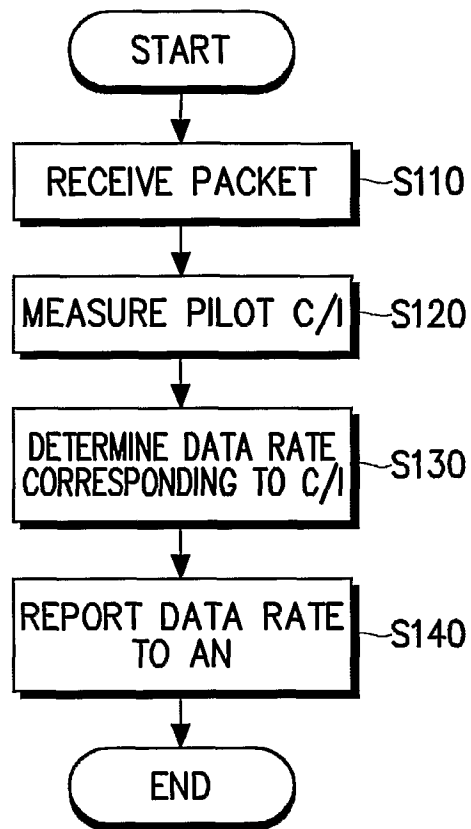 START
RECEIVE PACKET
S110
MEASURE PILOT C/I
S120
DETERMINE DATA RATE
CORRESPONDING TO C/I
S130
REPORT DATA RATE
TO AN
S140
END